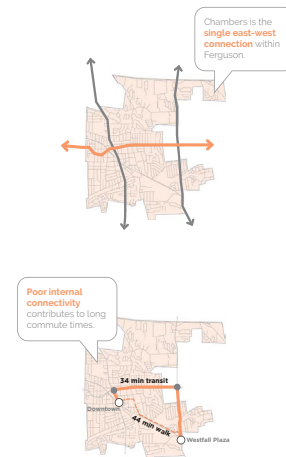 Chambers is the
single east-west
connection within
Ferguson.
Poor internal
connectivity
contributes to long
commute times.
34 min transit
Downtown
44 min walk
Westfall Plaza